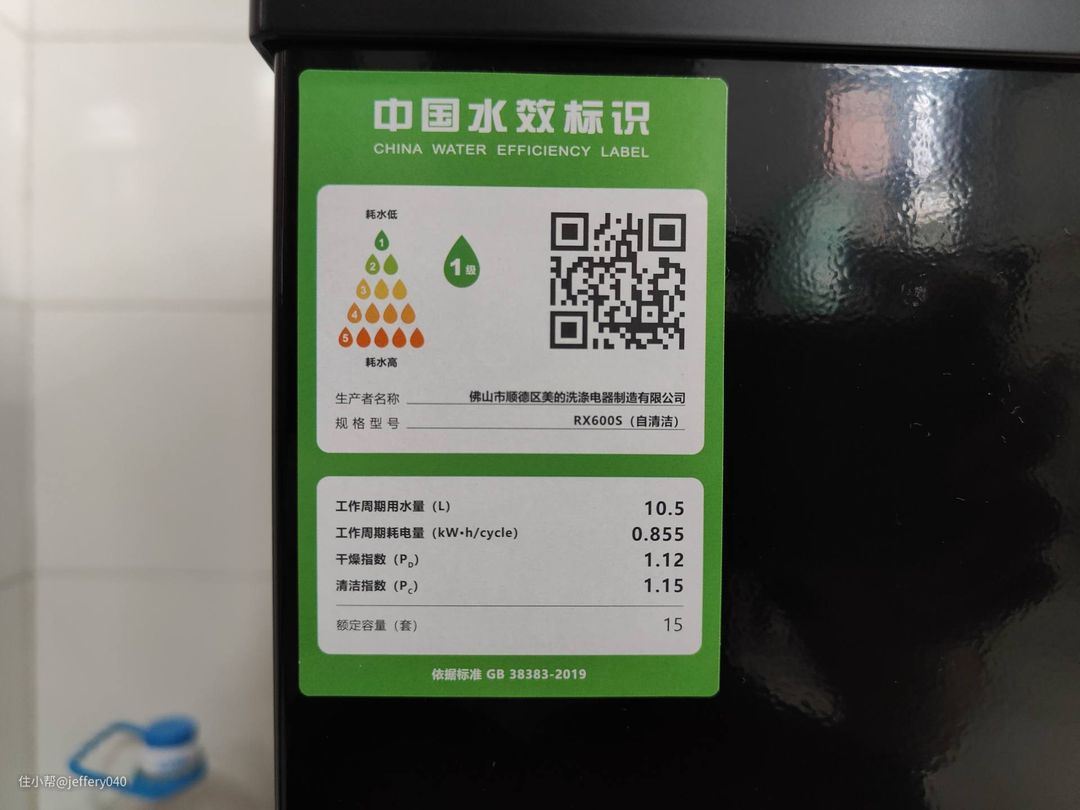 中国水效标识
CHINA WATER EFFICIENCY LABEL
耗水低
1
2
3
4
5
耗水高
1级
生产者名称 佛山市顺德区美的洗涤电器制造有限公司
规格型号 RX600S（自清洁）
工作周期用水量（L） 10.5
工作周期耗电量（kW·h/cycle） 0.855
干燥指数（PD） 1.12
清洁指数（PC） 1.15
额定容量（套） 15
依据标准 GB 38383-2019
住小帮@jeffery040